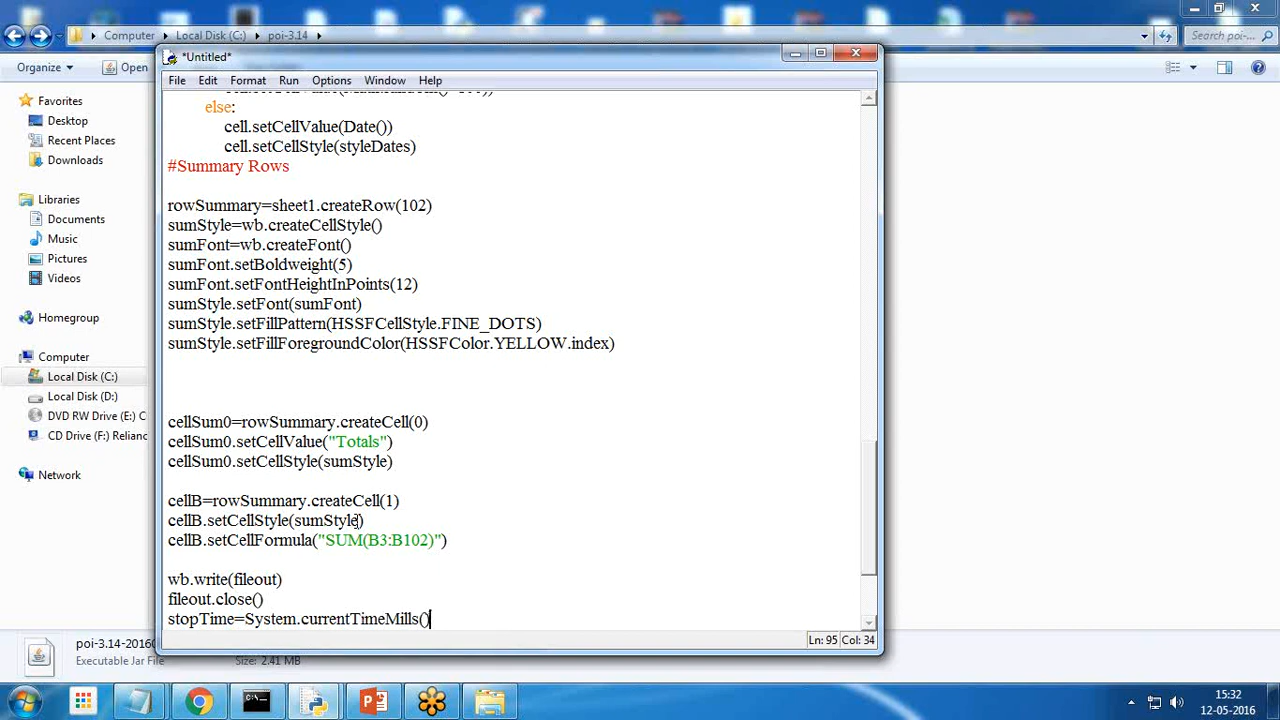 Computer
Local Disk (C:)
poi-3.14
Search poi-...
Organize
Open
Favorites
Desktop
Recent Places
Downloads
Libraries
Documents
Music
Pictures
Videos
Homegroup
Computer
Local Disk (C:)
Local Disk (D:)
DVD RW Drive (E:) C
CD Drive (F:) Relianc
Network
*Untitled*
File Edit Format Run Options Window Help
else:
cell.setCellValue(Date())
cell.setCellStyle(styleDates)
#Summary Rows
rowSummary=sheet1.createRow(102)
sumStyle=wb.createCellStyle()
sumFont=wb.createFont()
sumFont.setBoldweight(5)
sumFont.setFontHeightInPoints(12)
sumStyle.setFont(sumFont)
sumStyle.setFillPattern(HSSFCellStyle.FINE_DOTS)
sumStyle.setFillForegroundColor(HSSFColor.YELLOW.index)
cellSum0=rowSummary.createCell(0)
cellSum0.setCellValue("Totals")
cellSum0.setCellStyle(sumStyle)
cellB=rowSummary.createCell(1)
cellB.setCellStyle(sumStyle)
cellB.setCellFormula("SUM(B3:B102)")
wb.write(fileout)
fileout.close()
stopTime=System.currentTimeMills()
Ln: 95 Col: 34
poi-3.14-20160
Executable Jar File
Size: 2.41 MB
15:32
12-05-2016